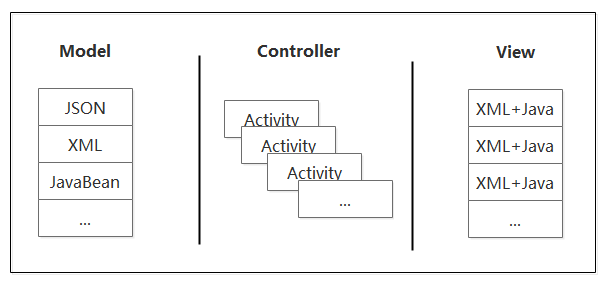 Model
JSON
XML
JavaBean
...
Controller
Activity
Activity
Activity
...
View
XML+Java
XML+Java
XML+Java
...